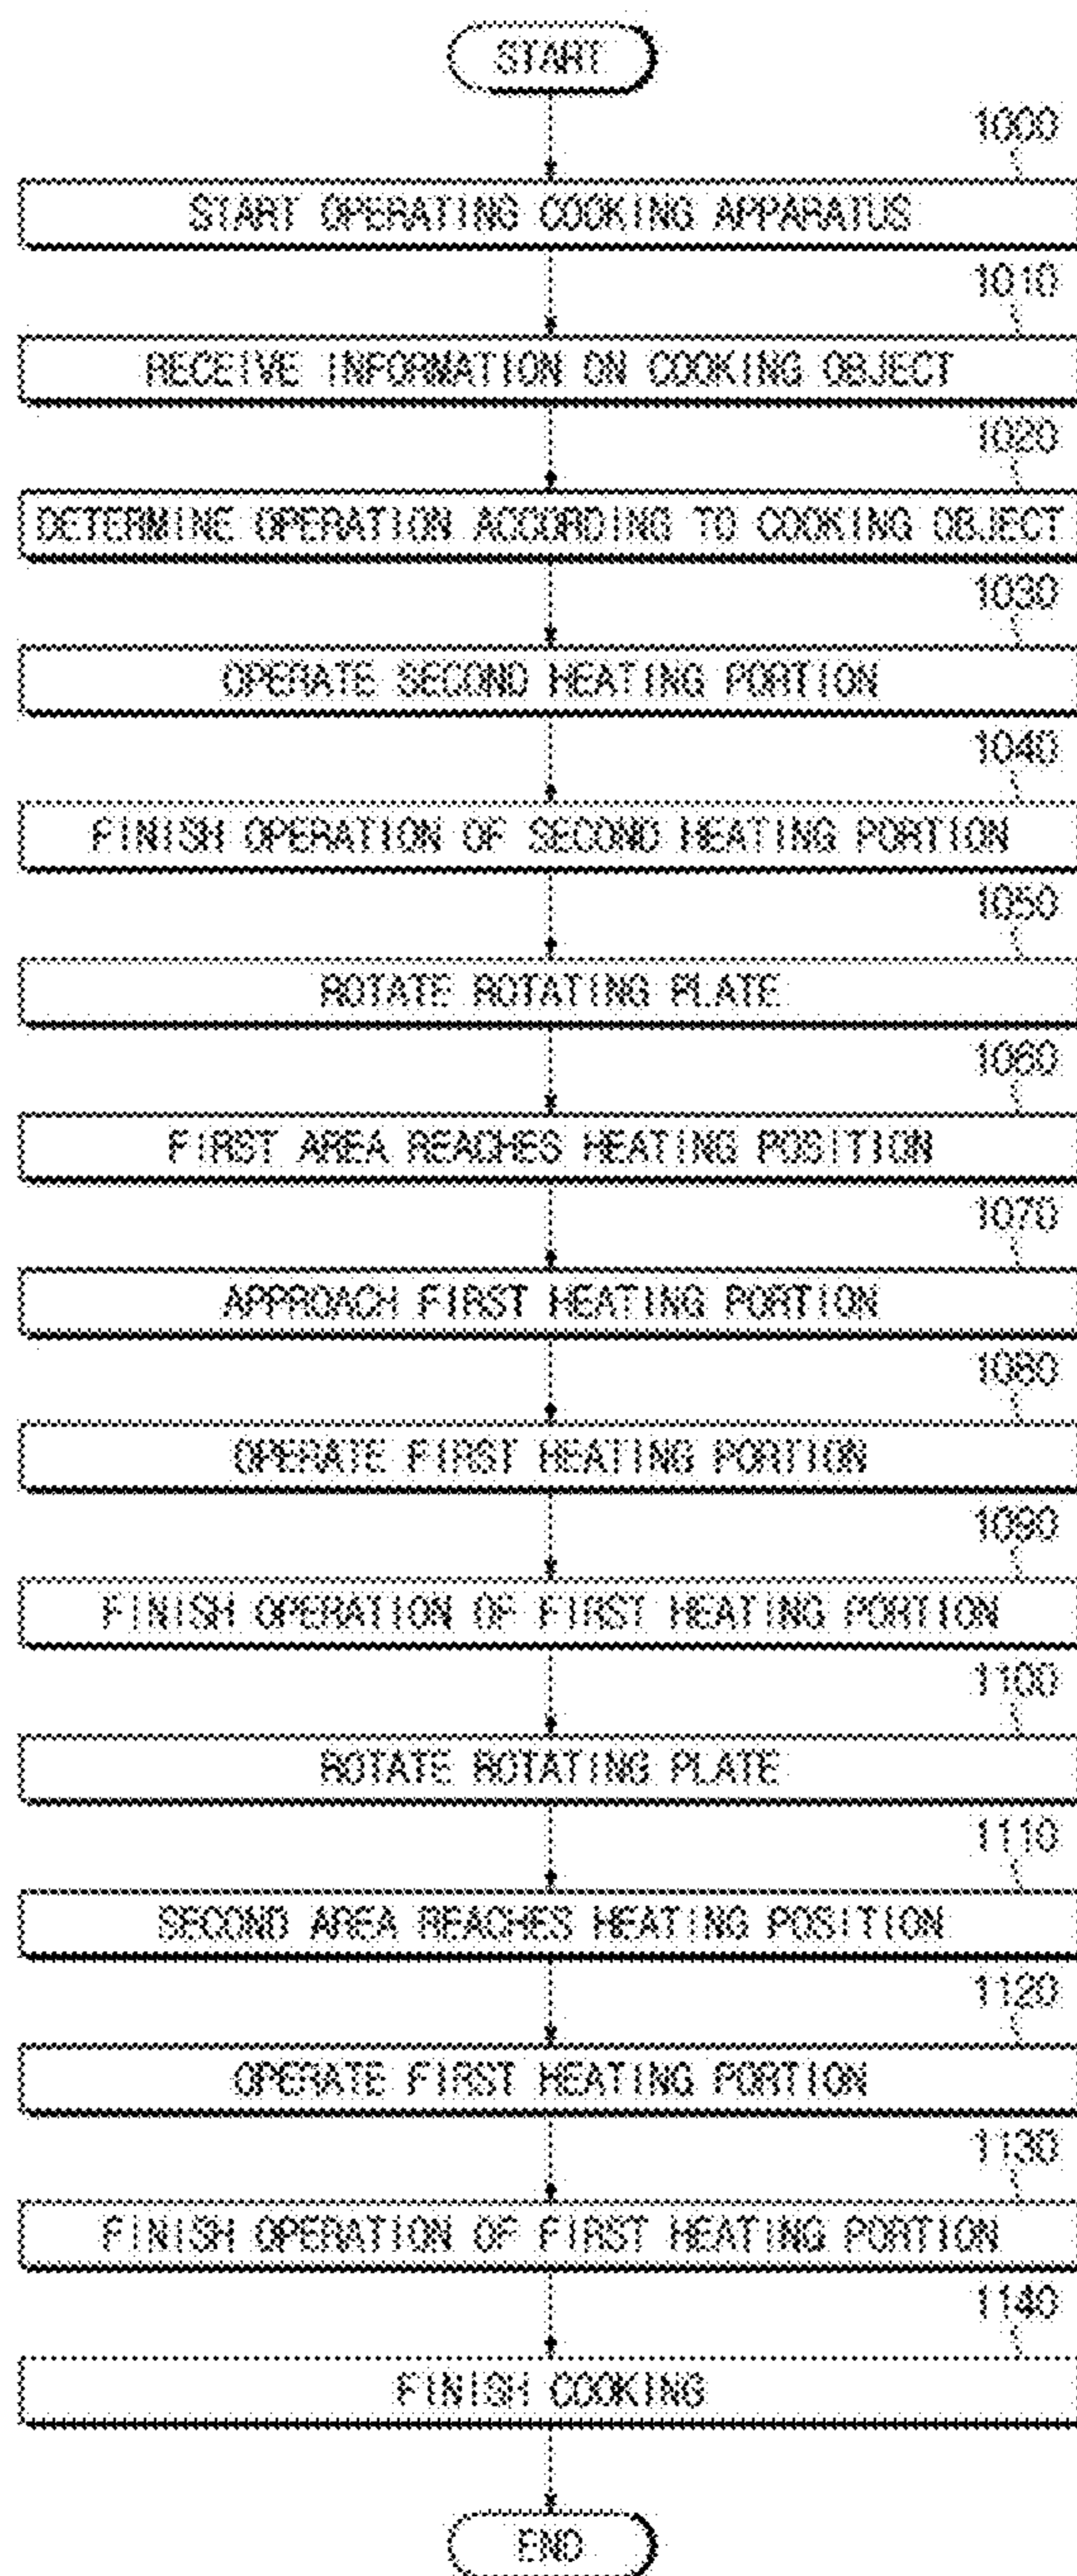 START
1000
START OPERATING COOKING APPARATUS
1010
RECEIVE INFORMATION ON COOKING OBJECT
1020
DETERMINE OPERATION ACCORDING TO COOKING OBJECT
1030
OPERATE SECOND HEATING PORTION
1040
FINISH OPERATION OF SECOND HEATING PORTION
1050
ROTATE ROTATING PLATE
1060
FIRST AREA REACHES HEATING POSITION
1070
APPROACH FIRST HEATING PORTION
1080
OPERATE FIRST HEATING PORTION
1090
FINISH OPERATION OF FIRST HEATING PORTION
1100
ROTATE ROTATING PLATE
1110
SECOND AREA REACHES HEATING POSITION
1120
OPERATE FIRST HEATING PORTION
1130
FINISH OPERATION OF FIRST HEATING PORTION
1140
FINISH COOKING
END